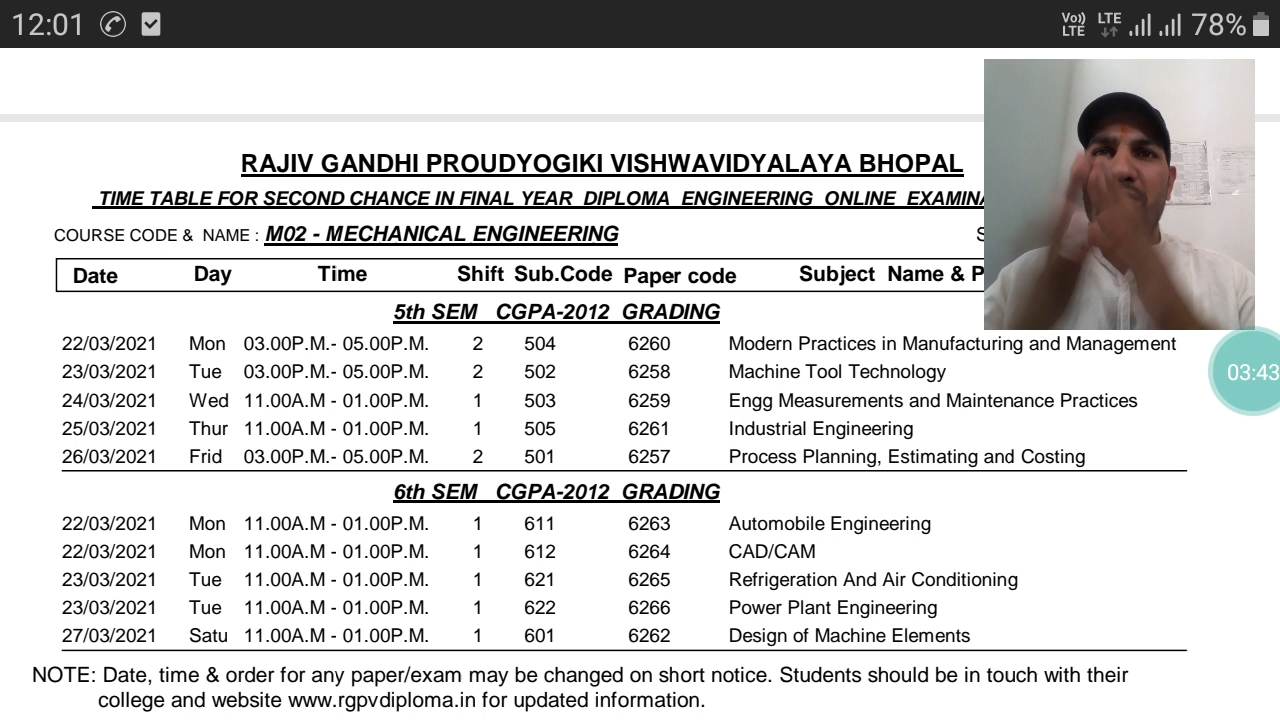 12:01 Vo)) LTE LTE 78%
RAJIV GANDHI PROUDYOGIKI VISHWAVIDYALAYA BHOPAL
TIME TABLE FOR SECOND CHANCE IN FINAL YEAR DIPLOMA ENGINEERING ONLINE
COURSE CODE & NAME : M02 - MECHANICAL ENGINEERING
Date Day Time Shift Sub.Code Paper code Subject Name &
5th SEM CGPA-2012 GRADING
22/03/2021 Mon 03.00P.M.- 05.00P.M. 2 504 6260 Modern Practices in Manufacturing and Management
23/03/2021 Tue 03.00P.M.- 05.00P.M. 2 502 6258 Machine Tool Technology
03:43
24/03/2021 Wed 11.00A.M - 01.00P.M. 1 503 6259 Engg Measurements and Maintenance Practices
25/03/2021 Thur 11.00A.M - 01.00P.M. 1 505 6261 Industrial Engineering
26/03/2021 Frid 03.00P.M.- 05.00P.M. 2 501 6257 Process Planning, Estimating and Costing
6th SEM CGPA-2012 GRADING
22/03/2021 Mon 11.00A.M - 01.00P.M. 1 611 6263 Automobile Engineering
22/03/2021 Mon 11.00A.M - 01.00P.M. 1 612 6264 CAD/CAM
23/03/2021 Tue 11.00A.M - 01.00P.M. 1 621 6265 Refrigeration And Air Conditioning
23/03/2021 Tue 11.00A.M - 01.00P.M. 1 622 6266 Power Plant Engineering
27/03/2021 Satu 11.00A.M - 01.00P.M. 1 601 6262 Design of Machine Elements
NOTE: Date, time & order for any paper/exam may be changed on short notice. Students should be in touch with their
college and website www.rgpvdiploma.in for updated information.